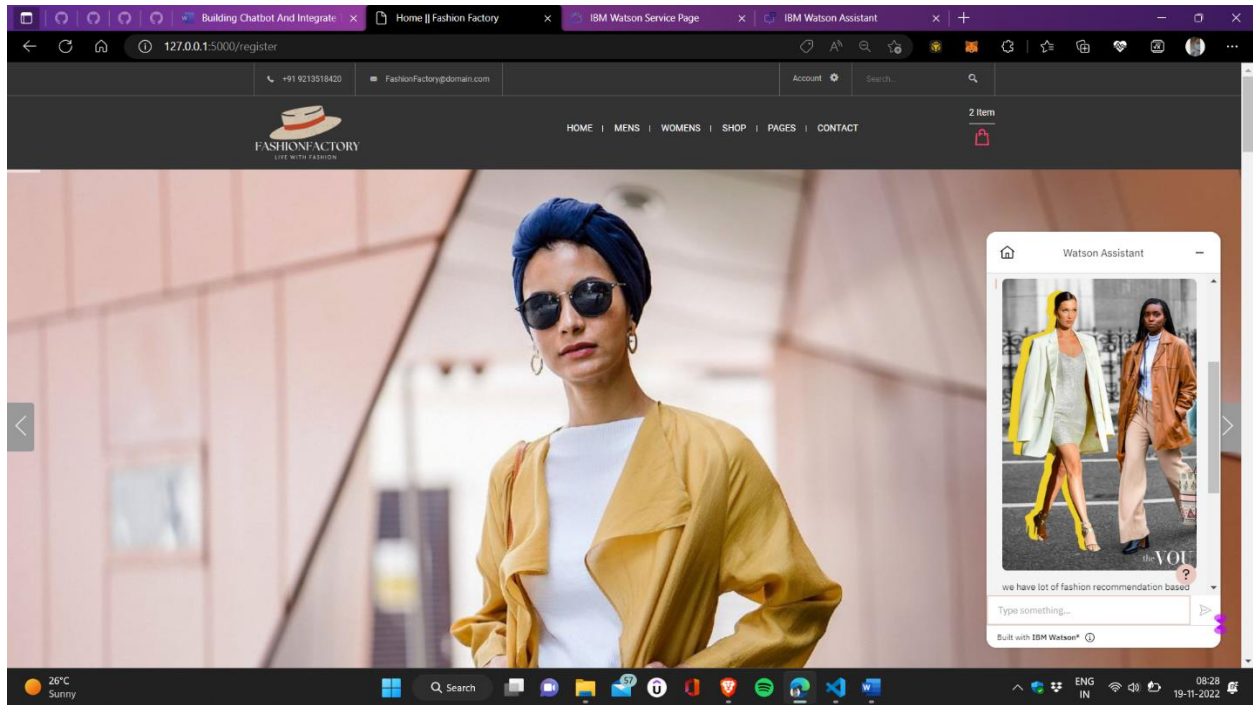 Building Chatbot And Integrate T
Home || Fashion Factory
IBM Watson Service Page
IBM Watson Assistant
127.0.0.1:5000/register
+91 9213518420
FashionFactory@domain.com
Account
Search..
FASHIONFACTORY
LIVE WITH FASHION
HOME | MENS | WOMENS | SHOP | PAGES | CONTACT
2 Item
Watson Assistant
the VOU
?
we have lot of fashion recommendation based
Type something...
Built with IBM Watson®
26°C
Sunny
Search
57
ENG
IN
08:28
19-11-2022